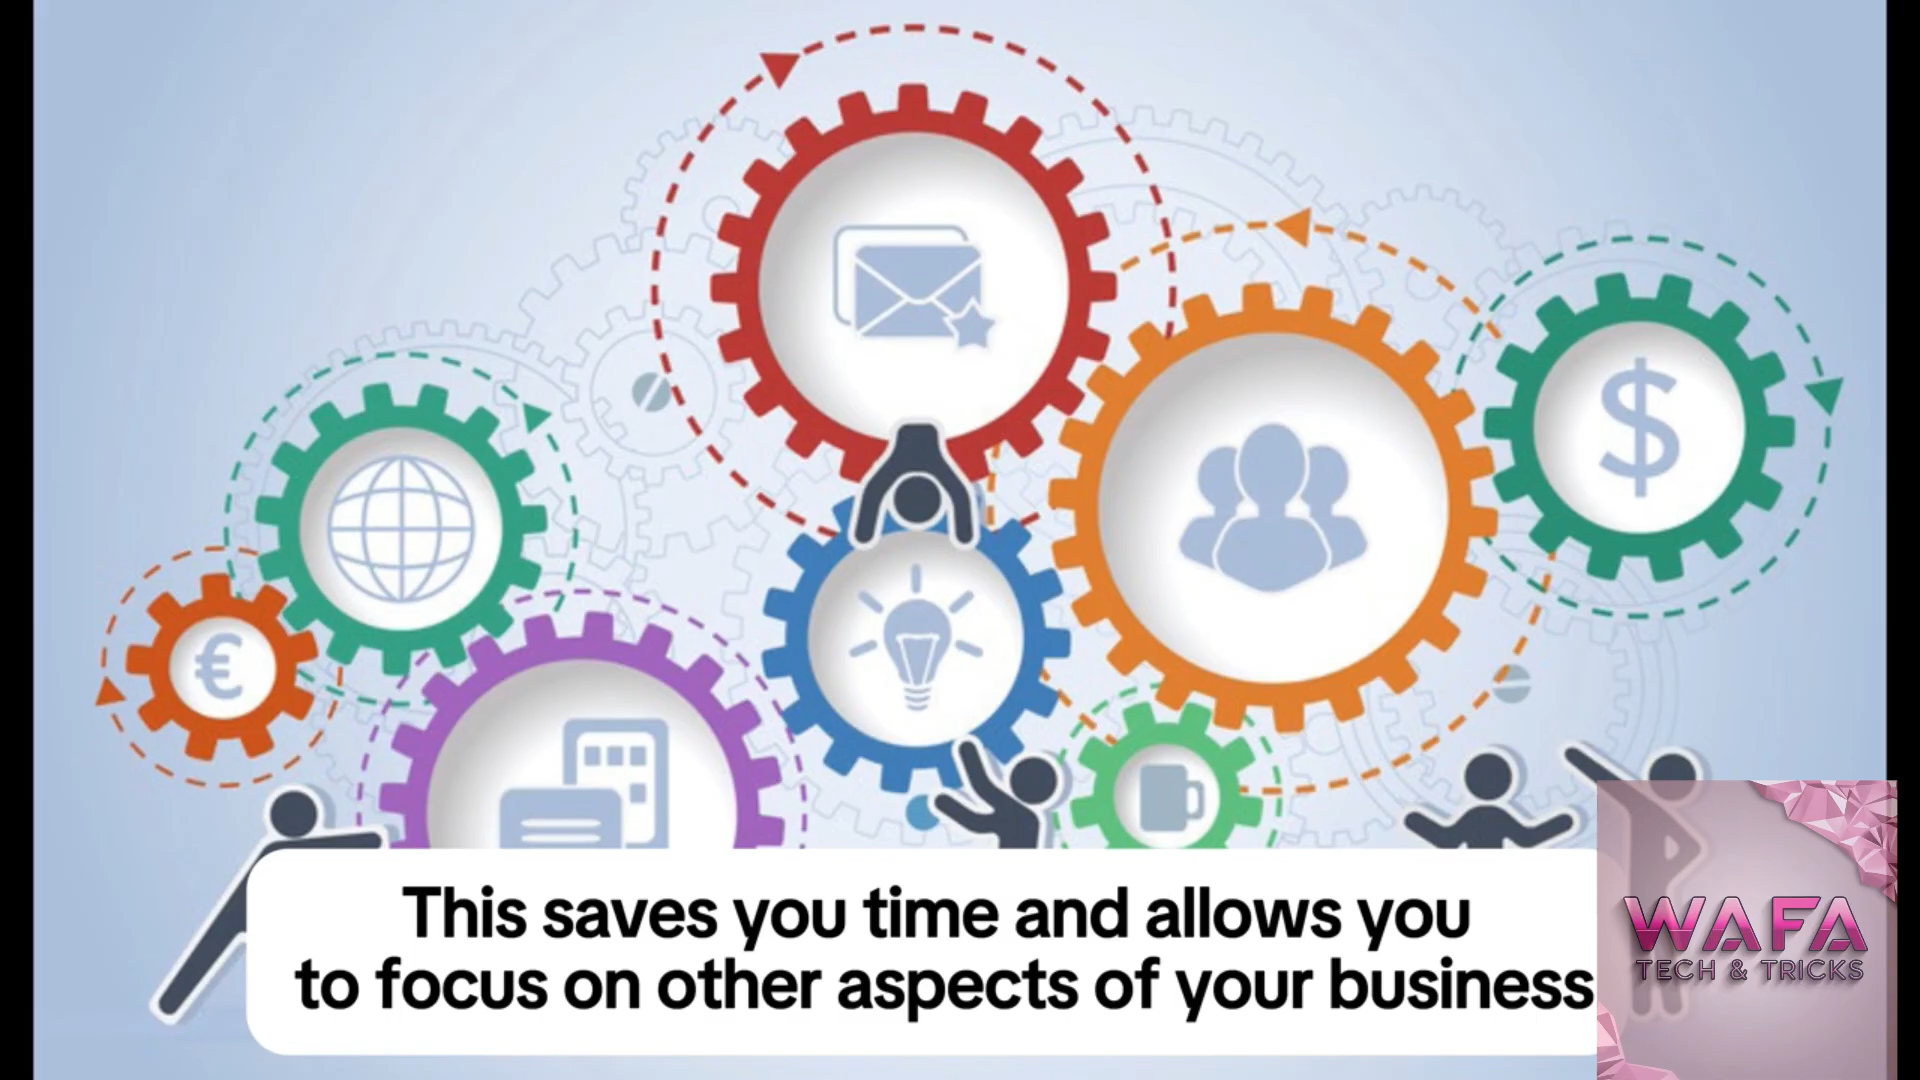 €
$
This saves you time and allows you
to focus on other aspects of your business
WAFA
TECH & TRICKS